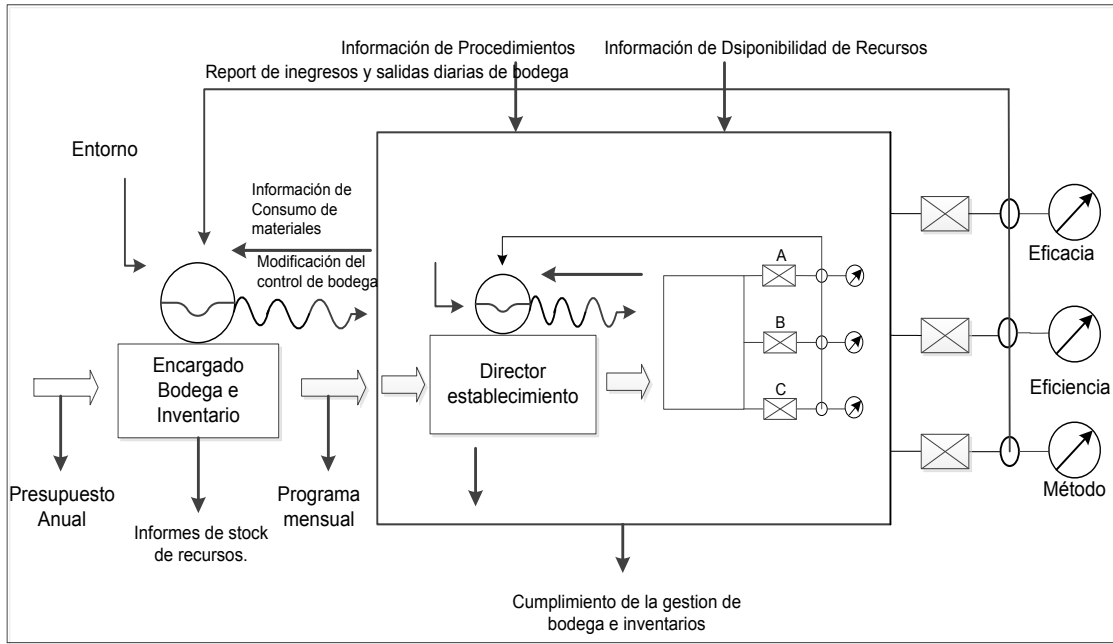 Información de Procedimientos
Información de Dsiponibilidad de Recursos
Report de inegresos y salidas diarias de bodega
Entorno
Información de
Consumo de
materiales
Modificación del
control de bodega
Encargado
Bodega e
Inventario
Director
establecimiento
A
B
C
Eficacia
Eficiencia
Método
Presupuesto
Anual
Informes de stock
de recursos.
Programa
mensual
Cumplimiento de la gestion de
bodega e inventarios